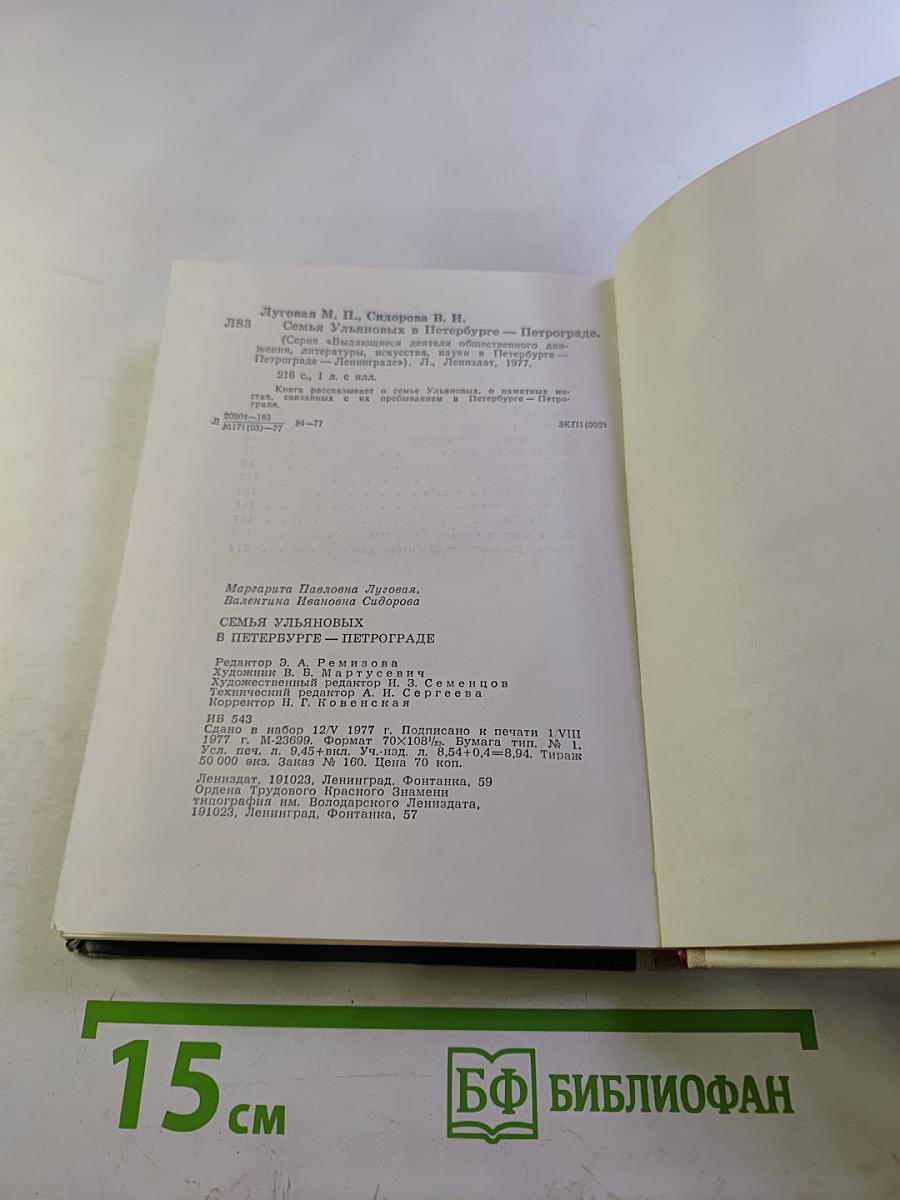 Луговая М. П., Сидорова В. И.
Л83 Семья Ульяновых в Петербурге — Петрограде.
(Серия «Выдающиеся деятели общественного дви-
жения, литературы, искусства, науки в Петербурге —
Петрограде — Ленинграде»). Л., Лениздат, 1977.
216 с., 1 л. с илл.
Книга рассказывает о семье Ульяновых, о памятных ме-
стах, связанных с их пребыванием в Петербурге — Петро-
граде.
Л 20904—183
М171(03)—77 84—77 3КП1(092)
Маргарита Павловна Луговая,
Валентина Ивановна Сидорова
СЕМЬЯ УЛЬЯНОВЫХ
В ПЕТЕРБУРГЕ — ПЕТРОГРАДЕ
Редактор Э. А. Ремизова
Художник В. Б. Мартусевич
Художественный редактор И. З. Семенцов
Технический редактор А. И. Сергеева
Корректор Н. Г. Ковенская
ИБ 543
Сдано в набор 12/V 1977 г. Подписано к печати 1/VIII
1977 г. М-23699. Формат 70×108¹/₃₂. Бумага тип. № 1.
Усл. печ. л. 9,45+вкл. Уч.-изд. л. 8,54+0,4=8,94. Тираж
50 000 экз. Заказ № 160. Цена 70 коп.
Лениздат, 191023, Ленинград, Фонтанка, 59
Ордена Трудового Красного Знамени
типография им. Володарского Лениздата,
191023, Ленинград, Фонтанка, 57
15 см
БФ БИБЛИОФАН